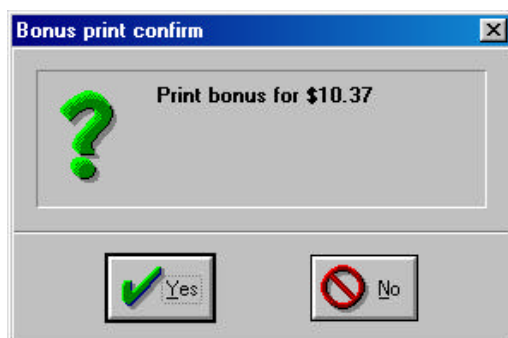 Bonus print confirm
Print bonus for $10.37
Yes
No